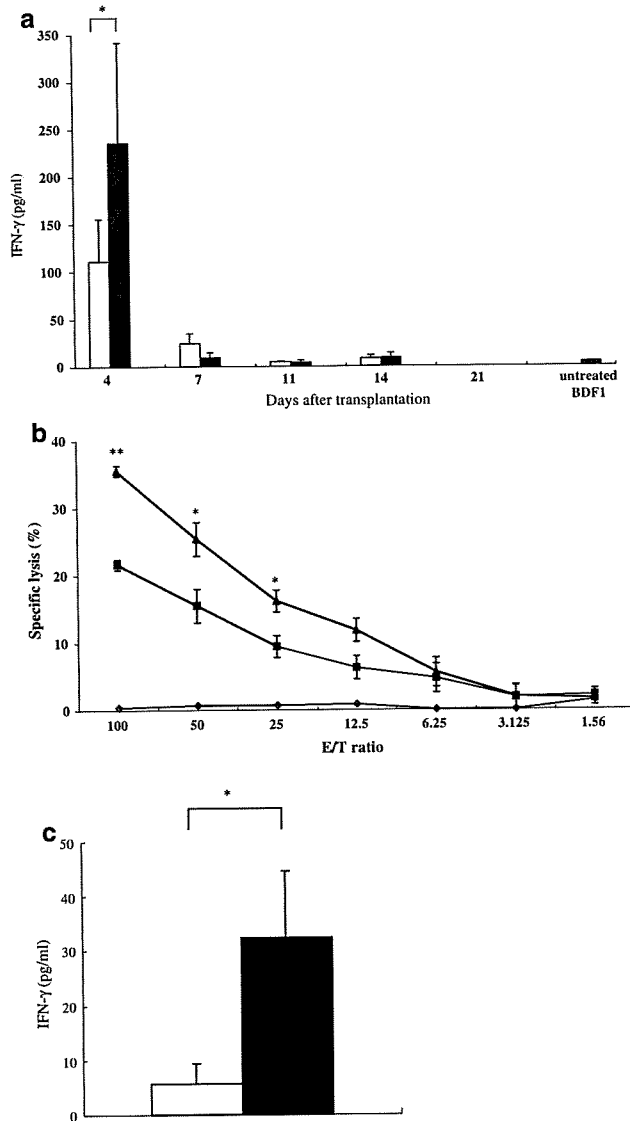 a
*
350
300
250
200
150
100
50
0
IFN-γ (pg/ml)
4 7 11 14 21 untreated
BDF1
Days after transplantation
b
40
30
20
10
0
Specific lysis (%)
** * *
100 50 25 12.5 6.25 3.125 1.56
E/T ratio
c
*
50
40
30
20
10
0
IFN-γ (pg/ml)